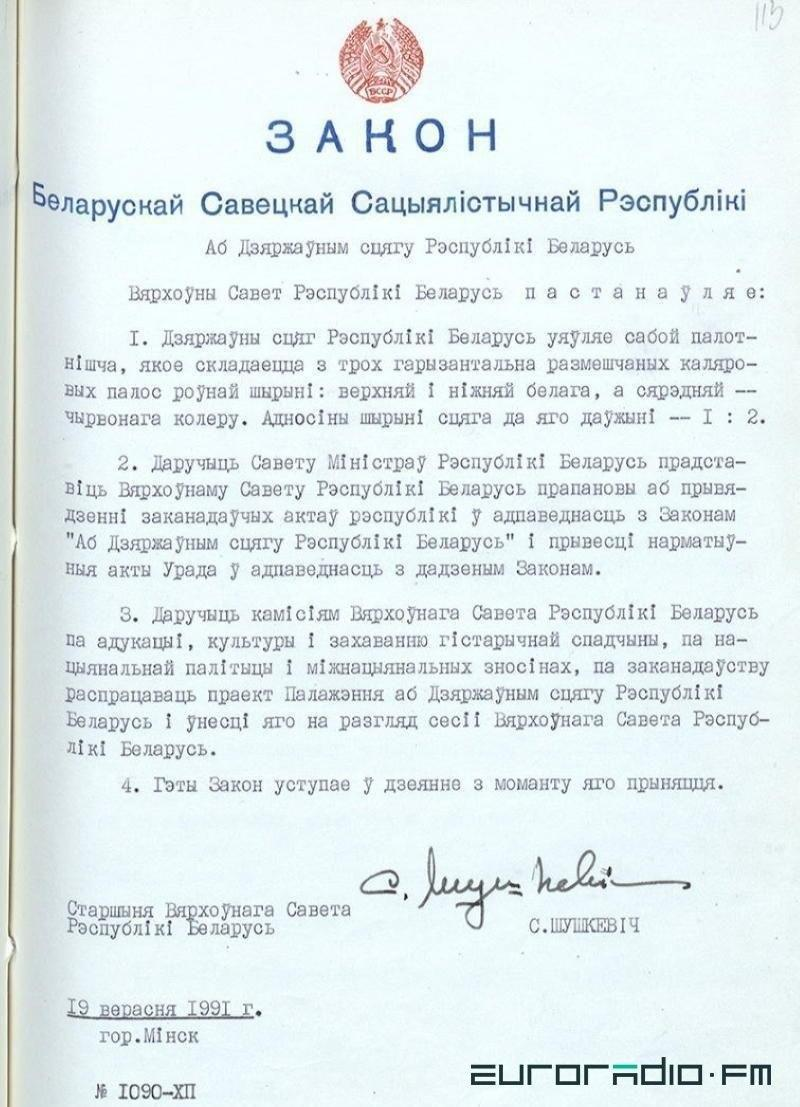 113
БССР
ЗАКОН
Беларускай Савецкай Сацыялістычнай Рэспублікі
Аб Дзяржаўным сцягу Рэспублікі Беларусь
Вярхоўны Савет Рэспублікі Беларусь п а с т а н а ў л я е:
I. Дзяржаўны сцяг Рэспублікі Беларусь уяўляе сабой палот-
нішча, якое складаецца з трох гарызантальна размешчаных каляро-
вых палос роўнай шырыні: верхняй і ніжняй белага, а сярэдняй —
чырвонага колеру. Адносіны шырыні сцяга да яго даўжыні — I : 2.
2. Даручыць Савету Міністраў Рэспублікі Беларусь прадста-
віць Вярхоўнаму Савету Рэспублікі Беларусь прапановы аб прывя-
дзенні заканадаўчых актаў рэспублікі ў адпаведнасць з Законам
"Аб Дзяржаўным сцягу Рэспублікі Беларусь" і прывесці нарматыў-
ныя акты Урада ў адпаведнасць з дадзеным Законам.
3. Даручыць камісіям Вярхоўнага Савета Рэспублікі Беларусь
па адукацыі, культуры і захаванню гістарычнай спадчыны, па на-
цыянальнай палітыцы і міжнацыянальных зносінах, па заканадаўству
распрацаваць праект Палажэння аб Дзяржаўным сцягу Рэспублікі
Беларусь і ўнесці яго на разгляд сесіі Вярхоўнага Савета Рэспуб-
лікі Беларусь.
4. Гэты Закон уступае ў дзеянне з моманту яго прыняцця.
С. Шушкевіч
Старшыня Вярхоўнага Савета
Рэспублікі Беларусь
С.ШУШКЕВІЧ
I9 верасня I99I г.
гор.Мінск
№ I090-XII
euroradio.fm